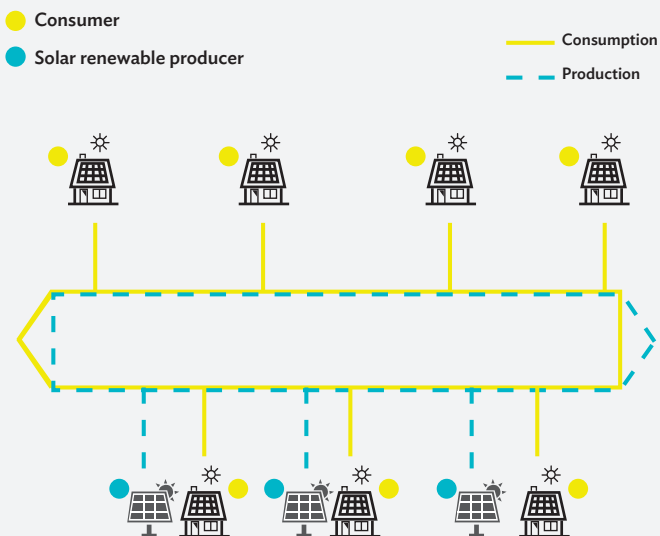 Consumer
Solar renewable producer
Consumption
Production